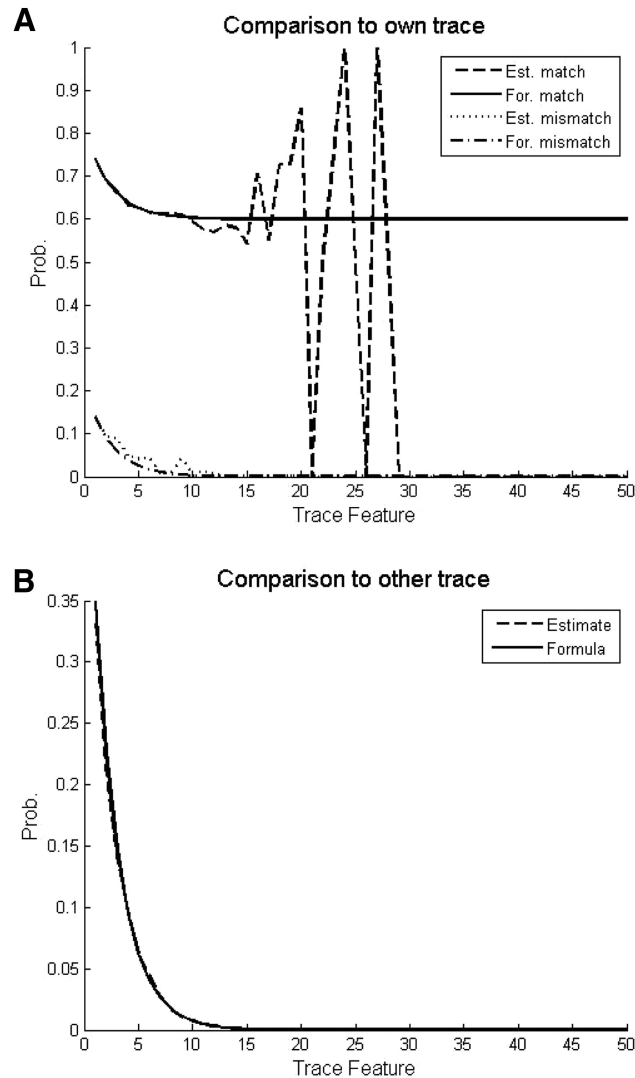 A
Comparison to own trace
Est. match
For. match
Est. mismatch
For. mismatch
1
0.9
0.8
0.7
0.6
0.5
0.4
0.3
0.2
0.1
0
Prob.
0 5 10 15 20 25 30 35 40 45 50
Trace Feature
B
Comparison to other trace
Estimate
Formula
0.35
0.3
0.25
0.2
0.15
0.1
0.05
0
Prob.
0 5 10 15 20 25 30 35 40 45 50
Trace Feature